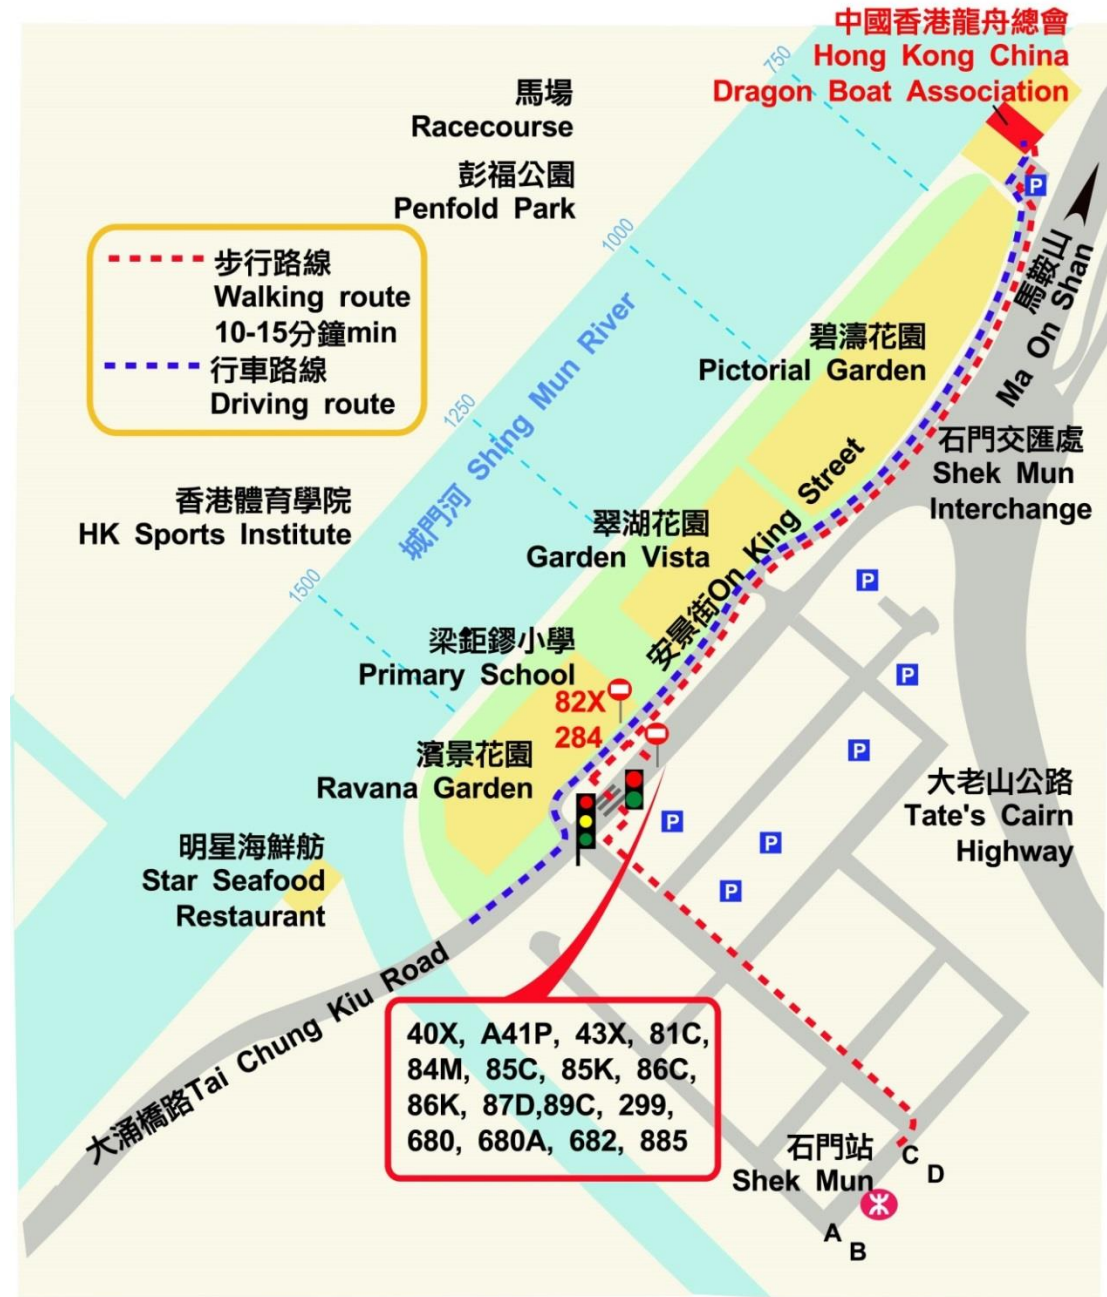 中國香港龍舟總會
Hong Kong China
Dragon Boat Association
750
馬場
Racecourse
彭福公園
Penfold Park
P
1000
步行路線
Walking route
10-15分鐘min
行車路線
Driving route
馬鞍山
Ma On Shan
城門河 Shing Mun River
碧濤花園
Pictorial Garden
1250
石門交匯處
Shek Mun
Interchange
香港體育學院
HK Sports Institute
翠湖花園
Garden Vista
安景街On King Street
P
1500
梁鉅鏐小學
Primary School
P
82X
284
P
濱景花園
Ravana Garden
大老山公路
Tate's Cairn
Highway
P
P
P
明星海鮮舫
Star Seafood
Restaurant
大涌橋路Tai Chung Kiu Road
40X, A41P, 43X, 81C,
84M, 85C, 85K, 86C,
86K, 87D,89C, 299,
680, 680A, 682, 885
石門站
Shek Mun
C
D
A
B